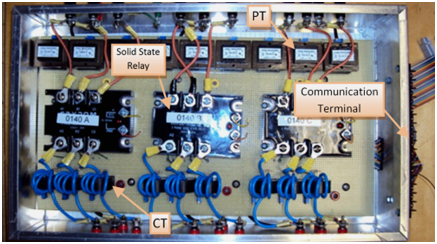 PT
Solid State
Relay
Communication
Terminal
0140 A
0140 B
0140 C
CT